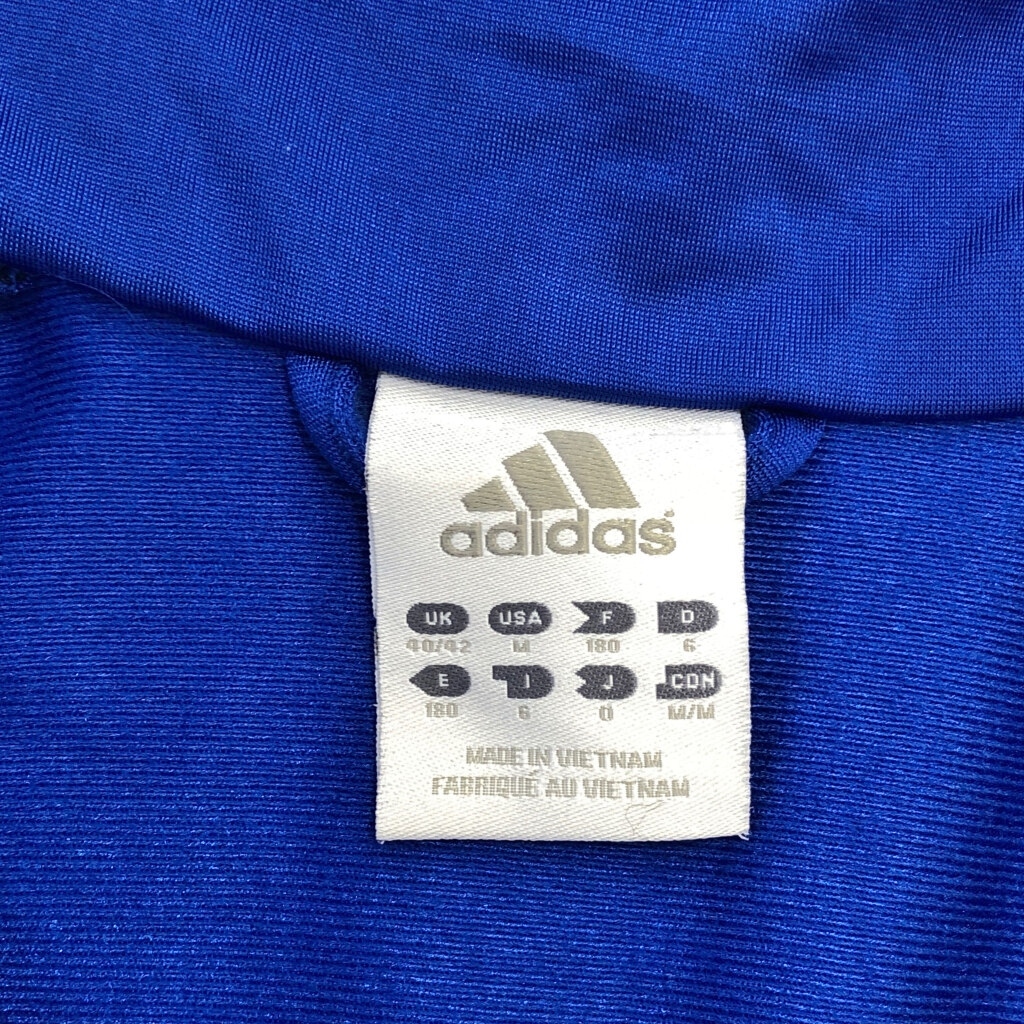 adidas
UK USA F D
40/42 M 180 6
E I J CDN
180 6 O M/M
MADE IN VIETNAM
FABRIQUE AU VIETNAM